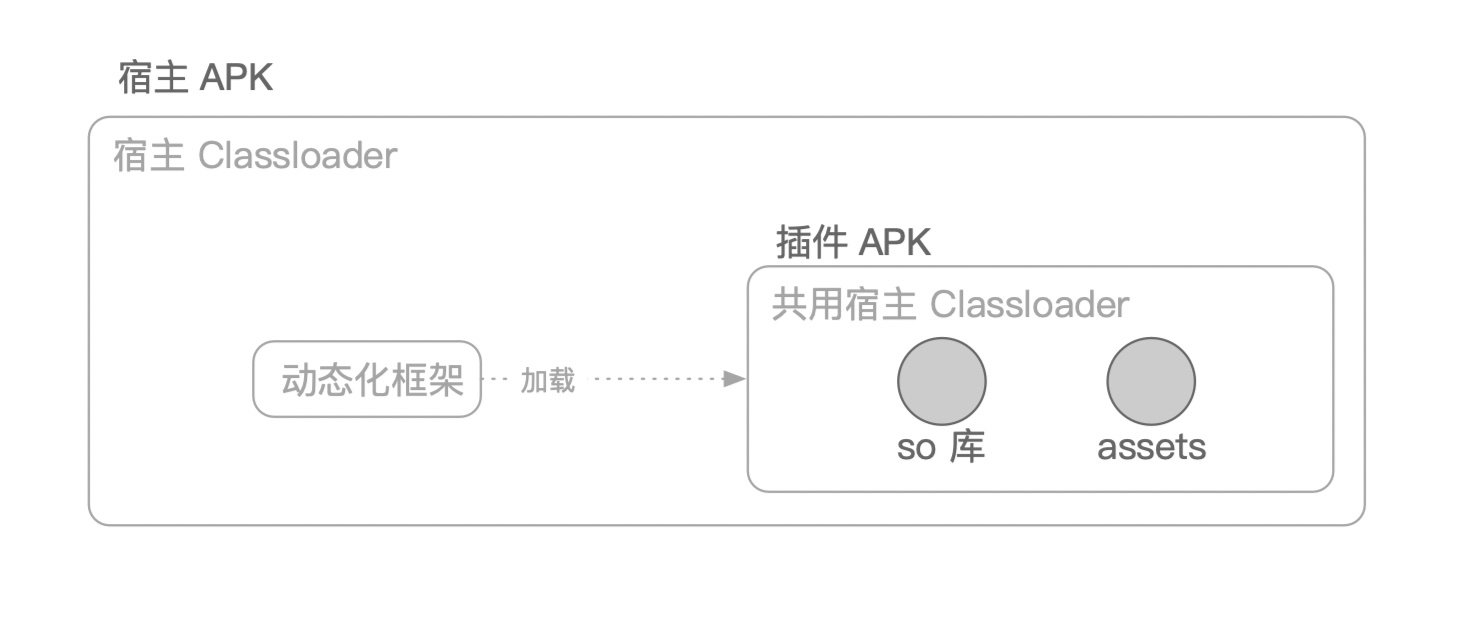 宿主 APK
宿主 Classloader
插件 APK
共用宿主 Classloader
动态化框架
加载
so 库
assets